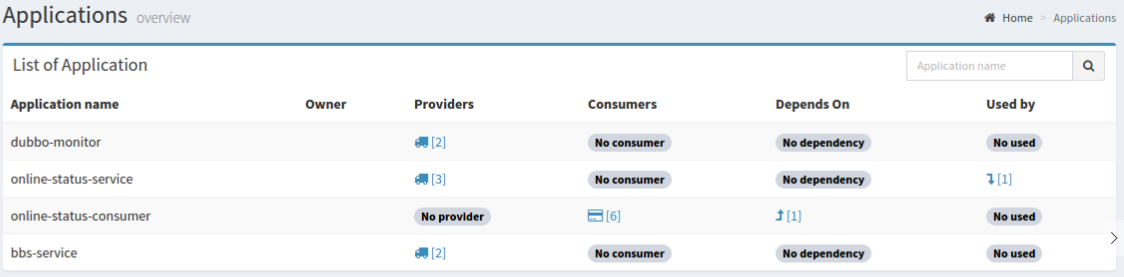 Applications overview
Home > Applications
List of Application
Application name
Application name Owner Providers Consumers Depends On Used by
dubbo-monitor [2] No consumer No dependency No used
online-status-service [3] No consumer No dependency [1]
online-status-consumer No provider [6] [1] No used
bbs-service [2] No consumer No dependency No used